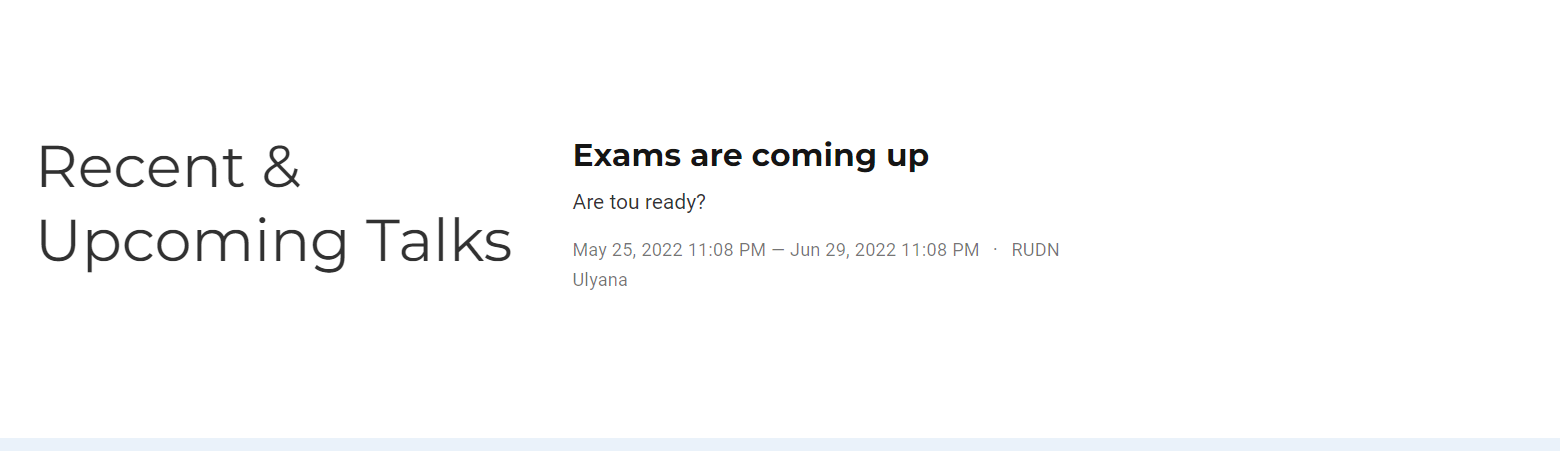 Recent &
Upcoming Talks
Exams are coming up
Are tou ready?
May 25, 2022 11:08 PM — Jun 29, 2022 11:08 PM · RUDN
Ulyana